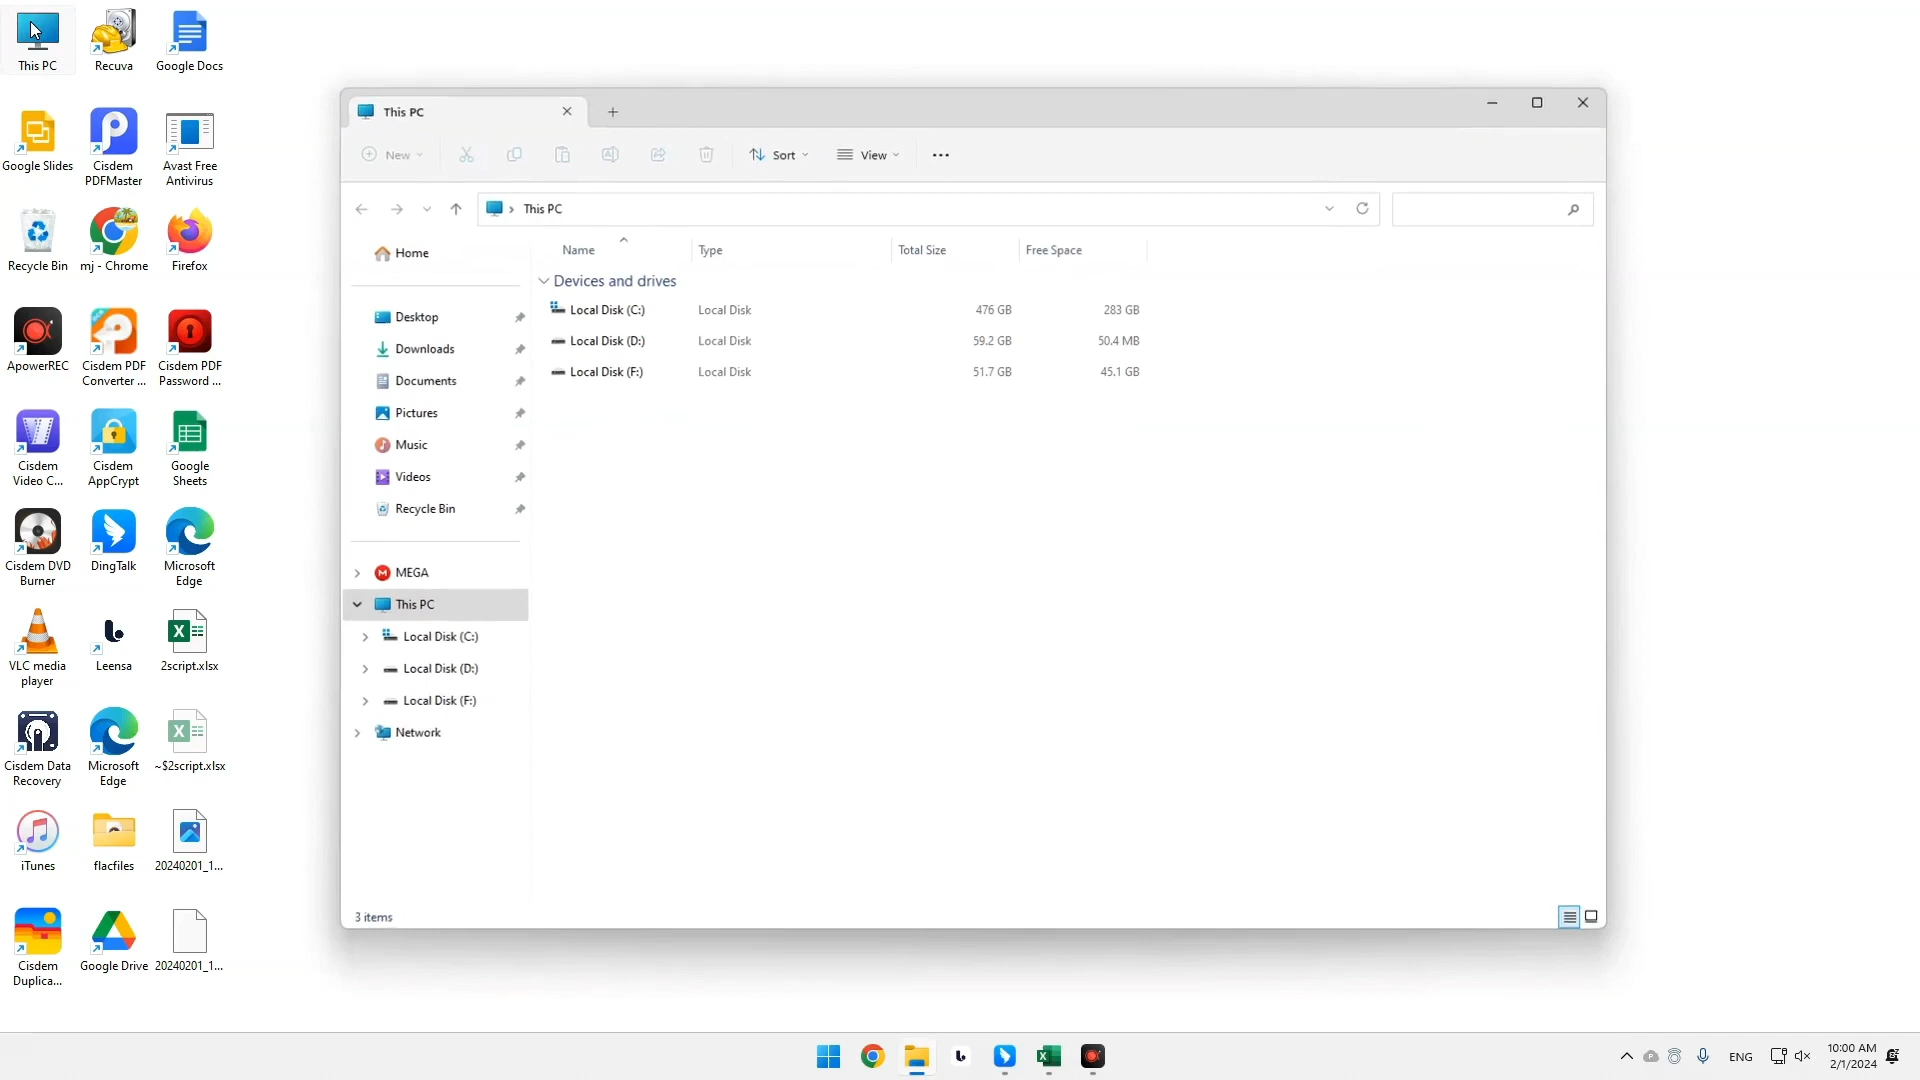 This PC
Recuva
Google Docs
Google Slides
Cisdem
PDFMaster
Avast Free
Antivirus
Recycle Bin
mj - Chrome
Firefox
ApowerREC
Cisdem PDF
Converter ...
Cisdem PDF
Password ...
Cisdem
Video C...
Cisdem
AppCrypt
Google
Sheets
Cisdem DVD
Burner
DingTalk
Microsoft
Edge
VLC media
player
Leensa
2script.xlsx
Cisdem Data
Recovery
Microsoft
Edge
~$2script.xlsx
iTunes
flacfiles
20240201_1...
Cisdem
Duplica...
Google Drive
20240201_1...
This PC
New
Sort
View
This PC
Home
Desktop
Downloads
Documents
Pictures
Music
Videos
Recycle Bin
MEGA
This PC
Local Disk (C:)
Local Disk (D:)
Local Disk (F:)
Network
Name Type Total Size Free Space
Devices and drives
Local Disk (C:) Local Disk 476 GB 283 GB
Local Disk (D:) Local Disk 59.2 GB 50.4 MB
Local Disk (F:) Local Disk 51.7 GB 45.1 GB
3 items
ENG
10:00 AM
2/1/2024